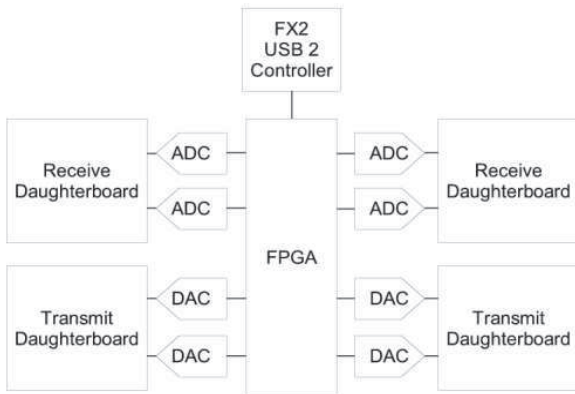 FX2
USB 2
Controller
Receive
Daughterboard
ADC
ADC
Receive
Daughterboard
ADC
ADC
FPGA
Transmit
Daughterboard
DAC
DAC
Transmit
Daughterboard
DAC
DAC